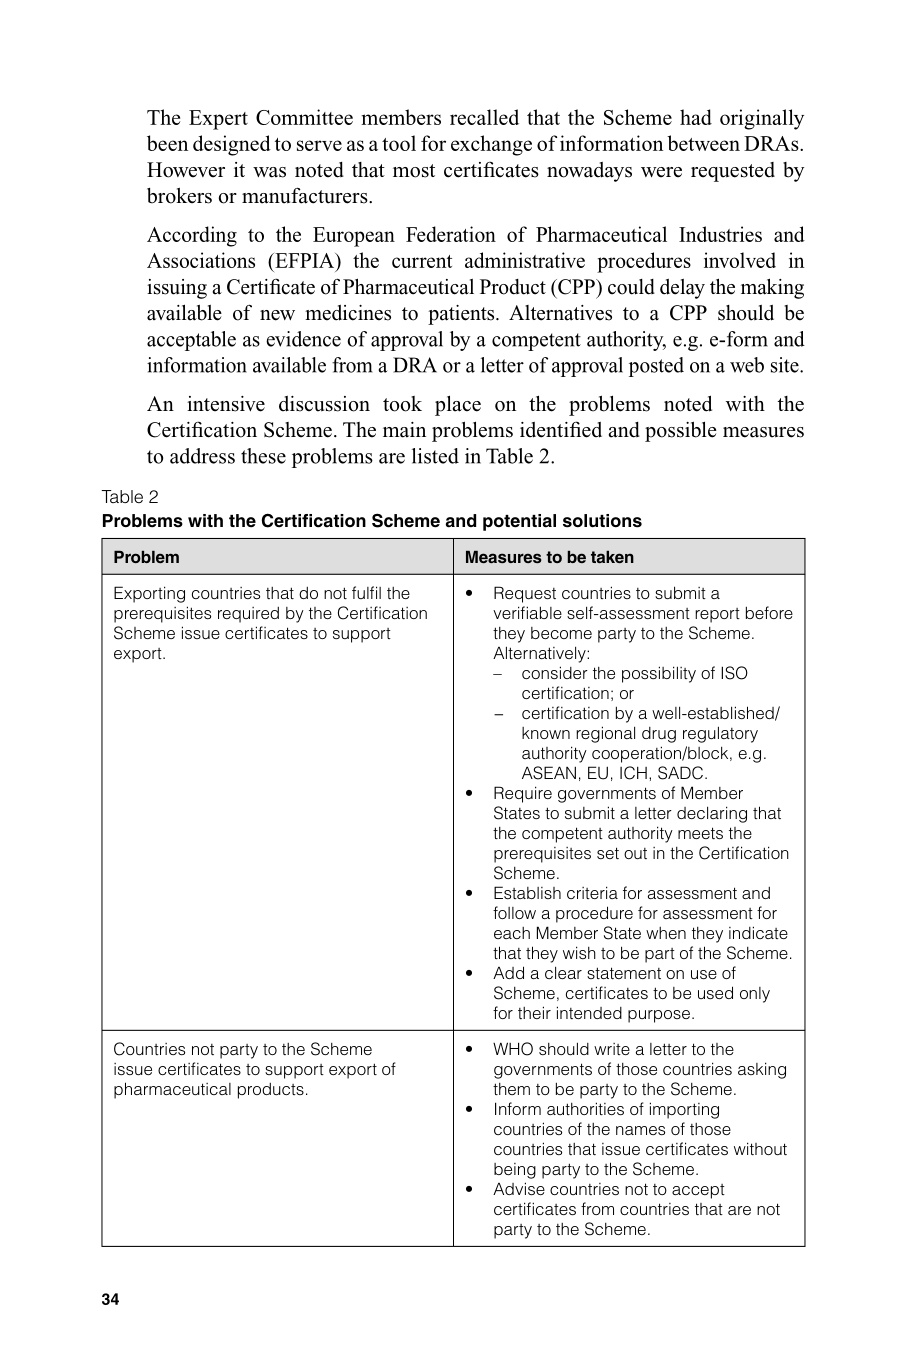 The Expert Committee members recalled that the Scheme had originally
been designed to serve as a tool for exchange of information between DRAs.
However it was noted that most certificates nowadays were requested by
brokers or manufacturers.
According to the European Federation of Pharmaceutical Industries and
Associations (EFPIA) the current administrative procedures involved in
issuing a Certificate of Pharmaceutical Product (CPP) could delay the making
available of new medicines to patients. Alternatives to a CPP should be
acceptable as evidence of approval by a competent authority, e.g. e-form and
information available from a DRA or a letter of approval posted on a web site.
An intensive discussion took place on the problems noted with the
Certification Scheme. The main problems identified and possible measures
to address these problems are listed in Table 2.
Table 2
Problems with the Certification Scheme and potential solutions
Problem
Measures to be taken
Exporting countries that do not fulfil the
prerequisites required by the Certification
Scheme issue certificates to support
export.
• Request countries to submit a
verifiable self-assessment report before
they become party to the Scheme.
Alternatively:
– consider the possibility of ISO
certification; or
– certification by a well-established/
known regional drug regulatory
authority cooperation/block, e.g.
ASEAN, EU, ICH, SADC.
• Require governments of Member
States to submit a letter declaring that
the competent authority meets the
prerequisites set out in the Certification
Scheme.
• Establish criteria for assessment and
follow a procedure for assessment for
each Member State when they indicate
that they wish to be part of the Scheme.
• Add a clear statement on use of
Scheme, certificates to be used only
for their intended purpose.
Countries not party to the Scheme
issue certificates to support export of
pharmaceutical products.
• WHO should write a letter to the
governments of those countries asking
them to be party to the Scheme.
• Inform authorities of importing
countries of the names of those
countries that issue certificates without
being party to the Scheme.
• Advise countries not to accept
certificates from countries that are not
party to the Scheme.
34